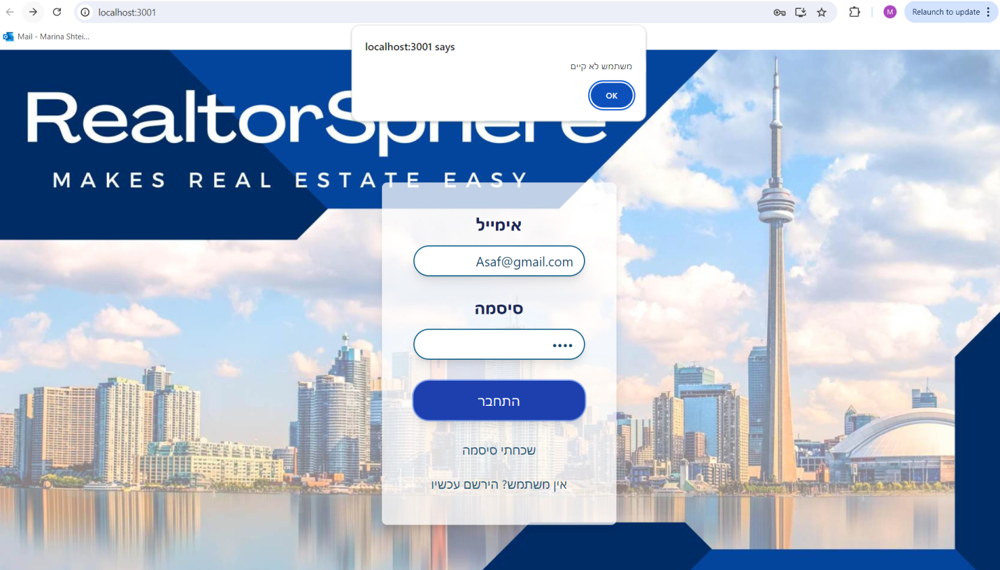 localhost:3001
M
Relaunch to update
Mail - Marina Shtei...
localhost:3001 says
משתמש לא קיים
OK
RealtorSphere
MAKES REAL ESTATE EASY
אימייל
Asaf@gmail.com
סיסמה
••••
התחבר
שכחתי סיסמה
אין משתמש? הירשם עכשיו